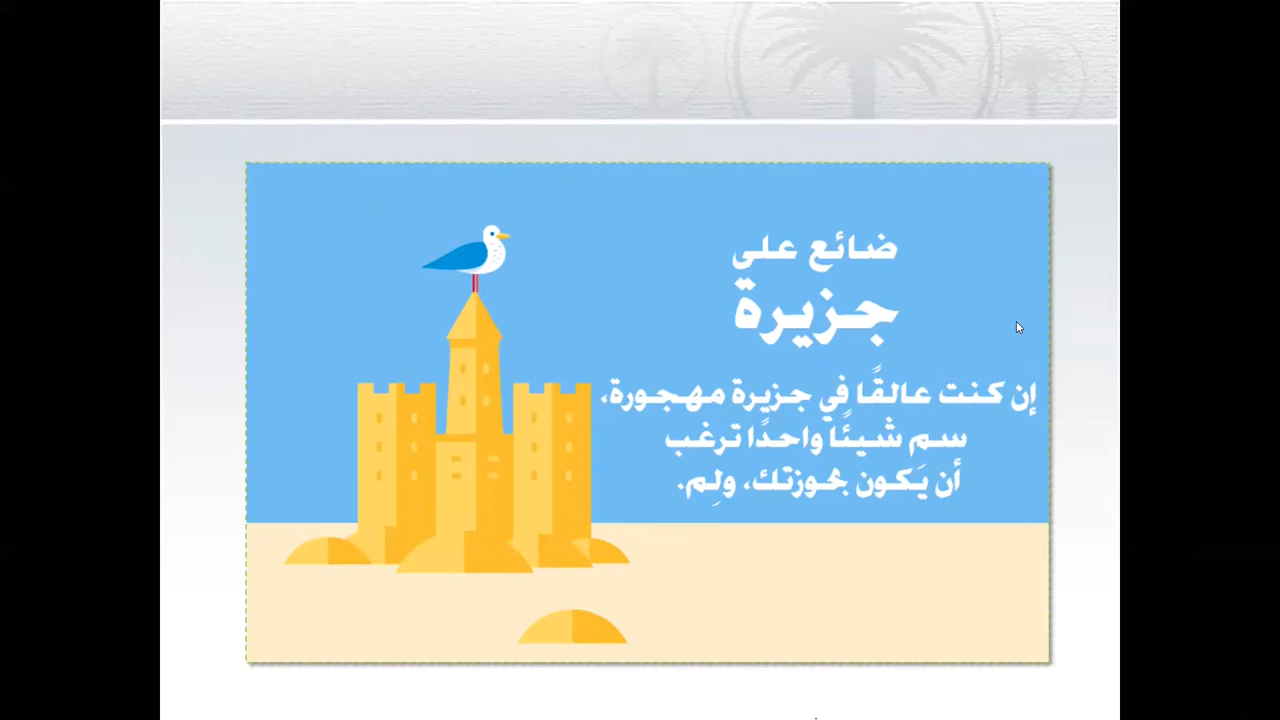 ضائع على
جزيرة
إن كنت عالقًا في جزيرة مهجورة،
سم شيئًا واحدًا ترغب
أن يَكون بحوزتك، ولِم.